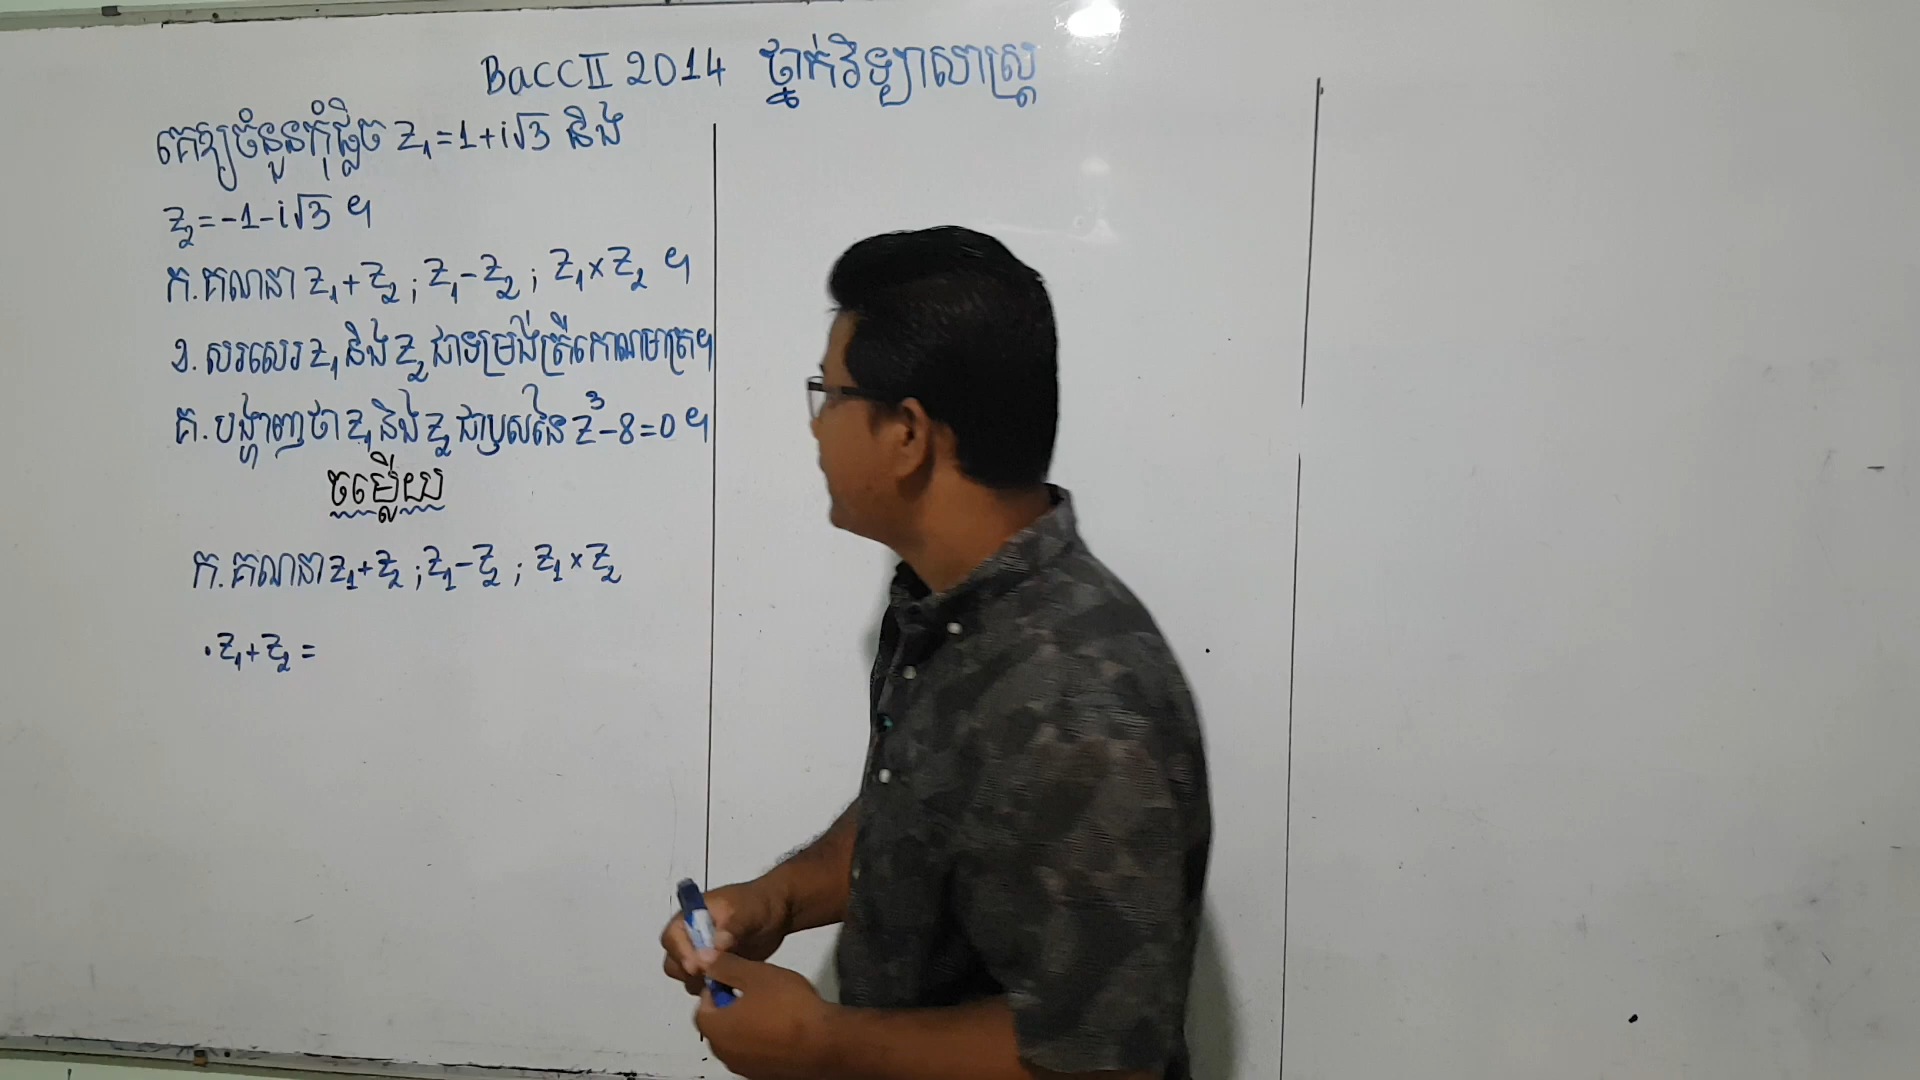 BaccII 2014 ថ្នាក់វិទ្យាសាស្ត្រ
គេឱ្យចំនួនកុំផ្លិច z₁=1+i√3 និង
z₂=-1-i√3 ។
ក.គណនា z₁+z₂ ; z₁-z₂ ; z₁×z₂ ។
ខ.សរសេរ z₁ និង z₂ ជាទម្រង់ត្រីកោណមាត្រ។
គ.បង្ហាញថា z₁ និង z₂ ជាឫសនៃ z³-8=0 ។
ចម្លើយ
ក.គណនា z₁+z₂ ; z₁-z₂ ; z₁×z₂
·z₁+z₂=